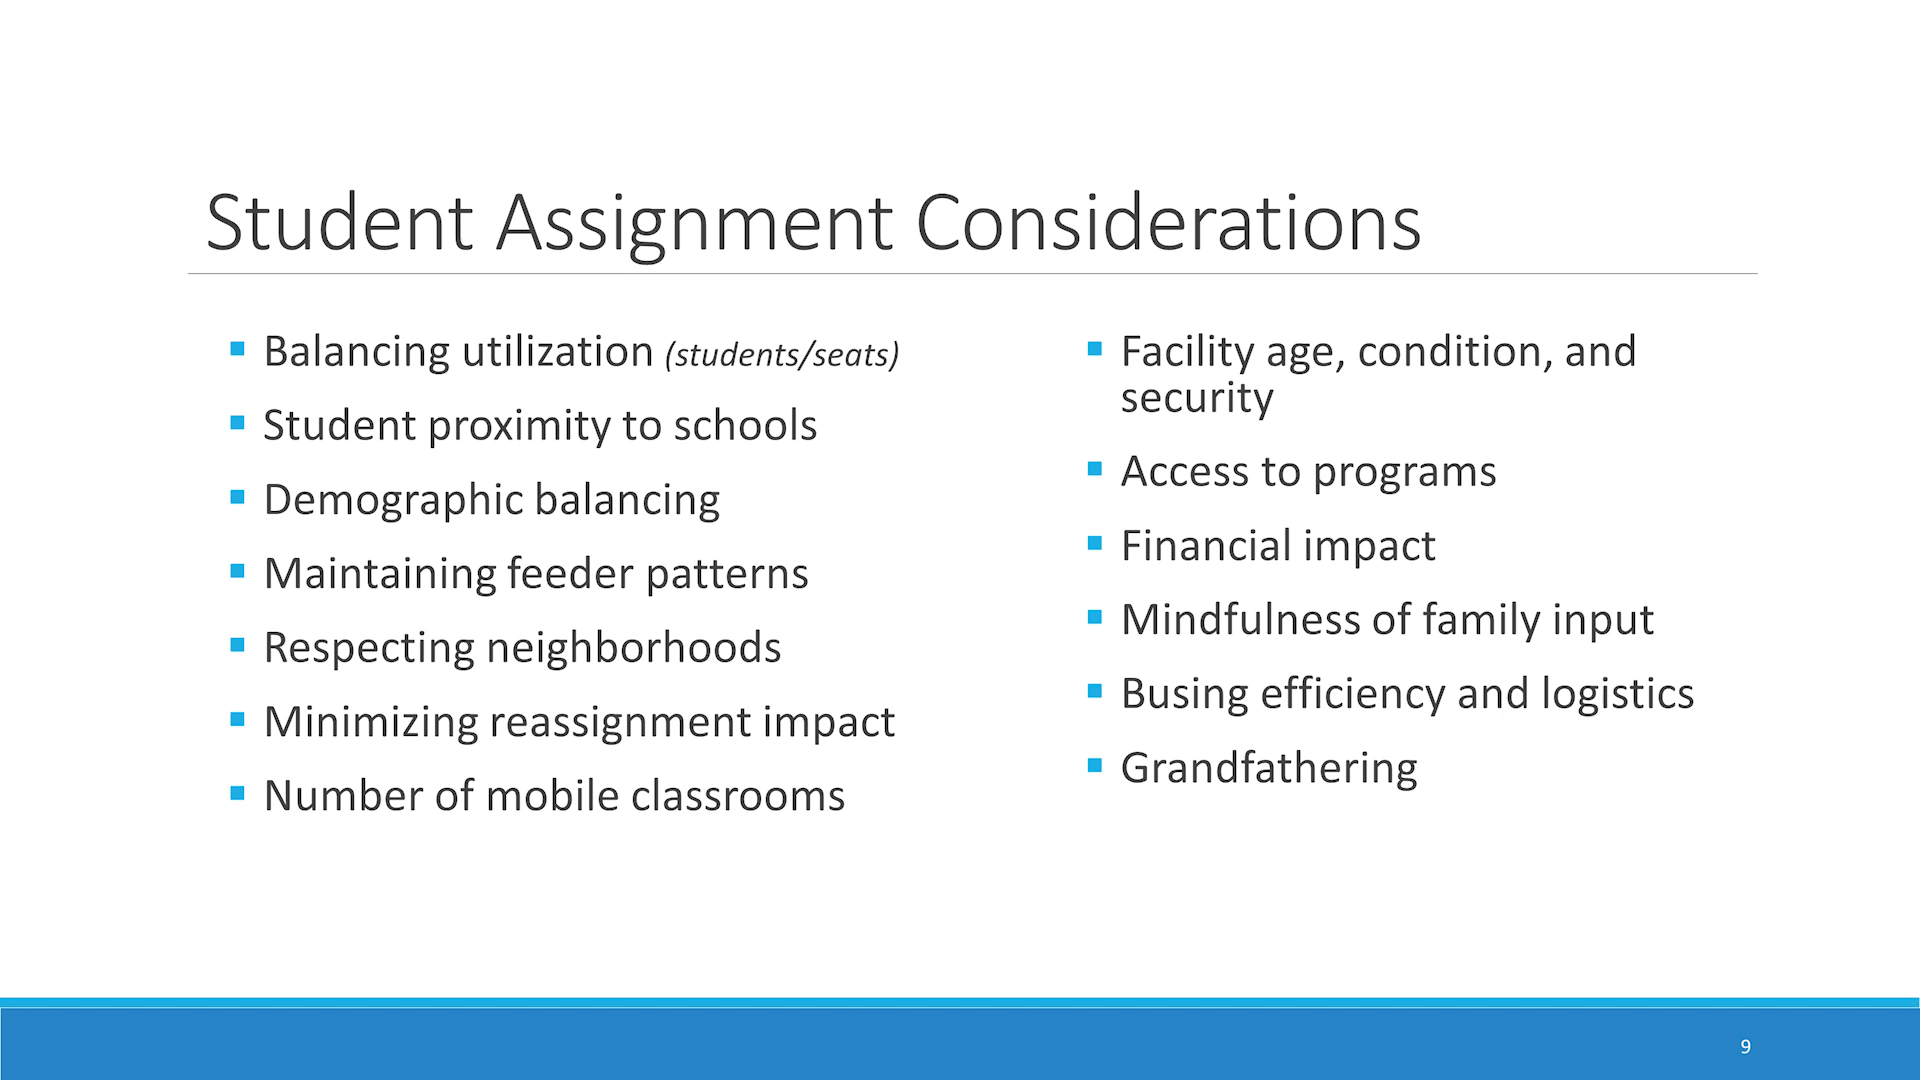 Student Assignment Considerations
Balancing utilization (students/seats)
Student proximity to schools
Demographic balancing
Maintaining feeder patterns
Respecting neighborhoods
Minimizing reassignment impact
Number of mobile classrooms
Facility age, condition, and
security
Access to programs
Financial impact
Mindfulness of family input
Busing efficiency and logistics
Grandfathering
9